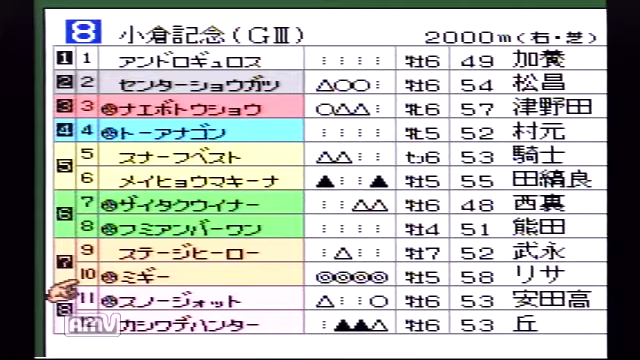 8 小倉記念(GⅢ) 2000m(右・芝)
1 1 アンドロギュロス :::: 牡6 49 加養
2 2 センターショウガツ △○○: 牡6 54 松昌
3 3 ナエボトウショウ ○△△: 牝6 57 津野田
4 4 トーアナゴン :::: 牝5 52 村元
5 5 スナーフベスト △△:: セン6 53 騎士
6 メイヒョウマキーナ ▲::▲ 牡5 55 田縞良
6 7 ザイタクウイナー ::△△ 牡6 48 西裏
8 フミアンバーワン :::: 牡4 51 熊田
7 9 ステージヒーロー :△:: 牡7 52 武永
10 ミギー ◎◎◎◎ 牡5 58 リサ
8 11 スノージォット △::○ 牡6 53 安田高
12 カシワデハンター :▲▲△ 牡6 53 丘
AMV